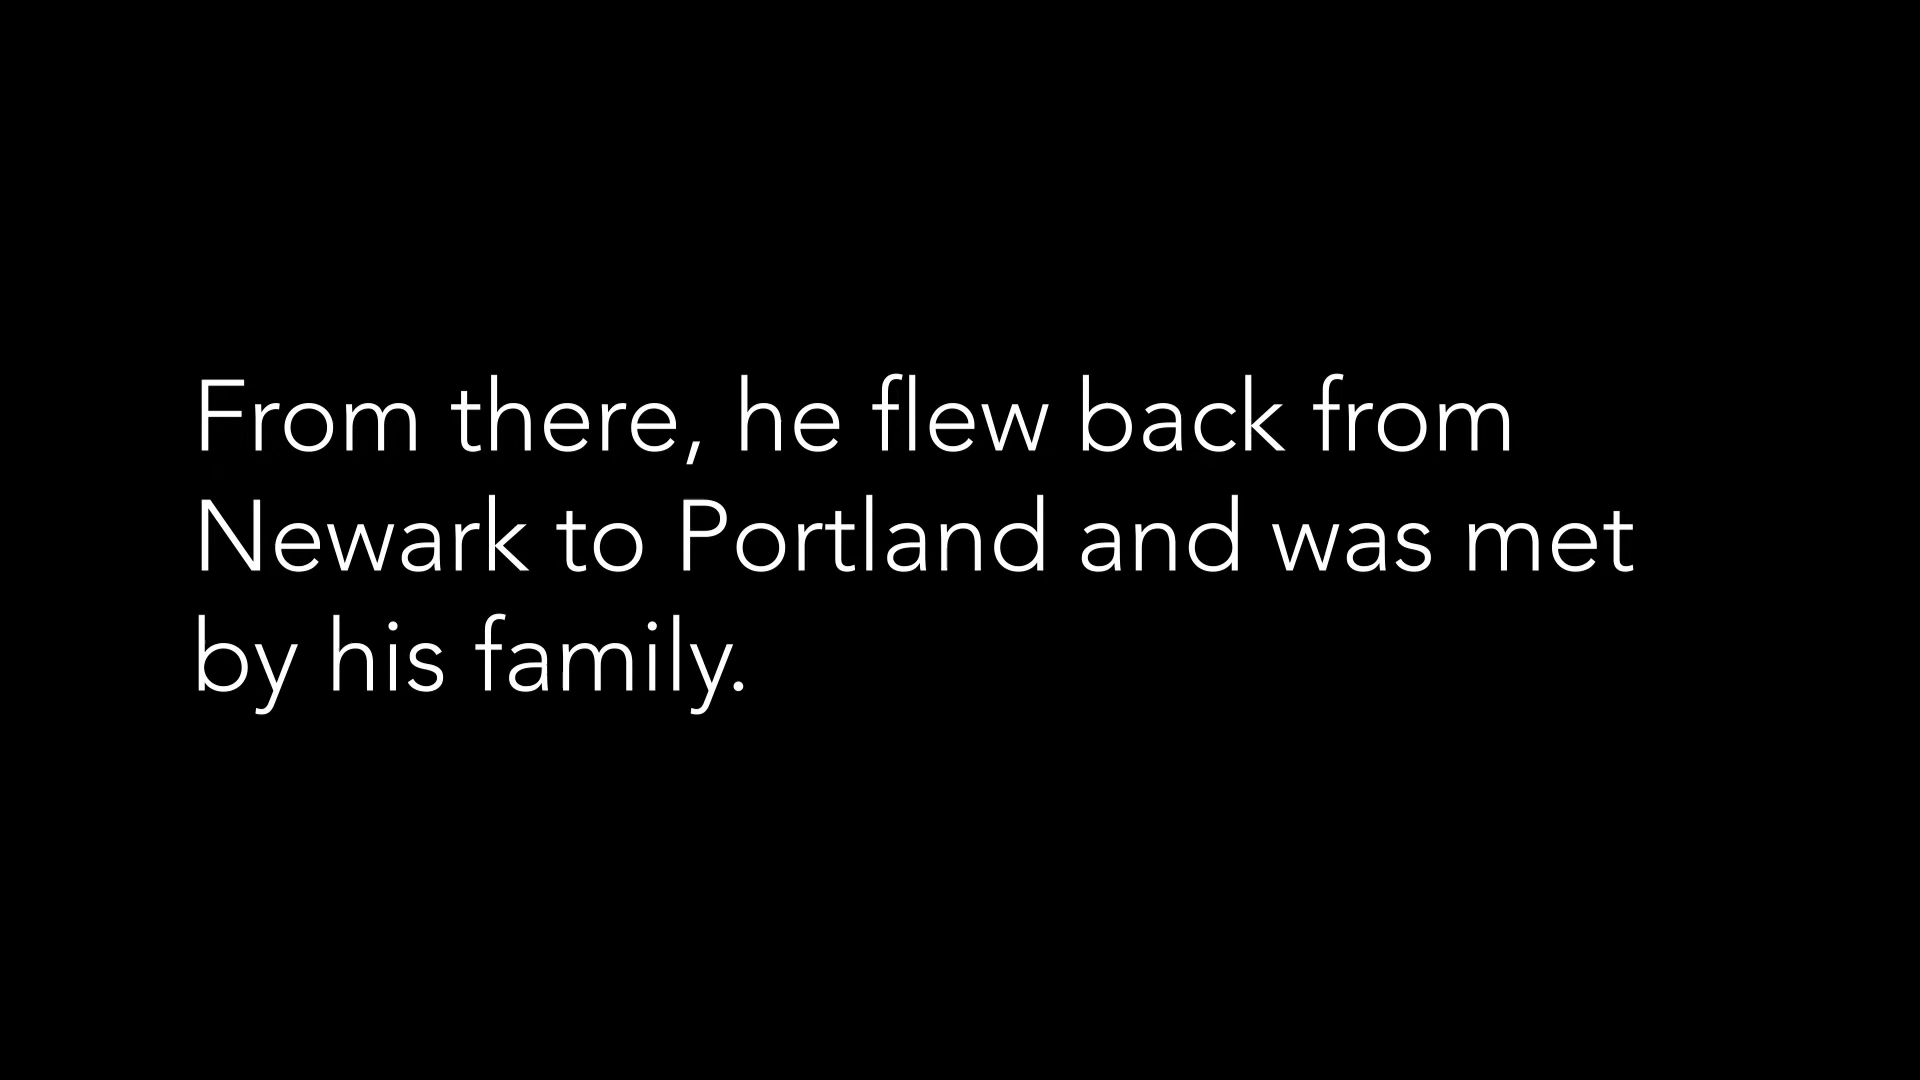 From there, he flew back from
Newark to Portland and was met
by his family.